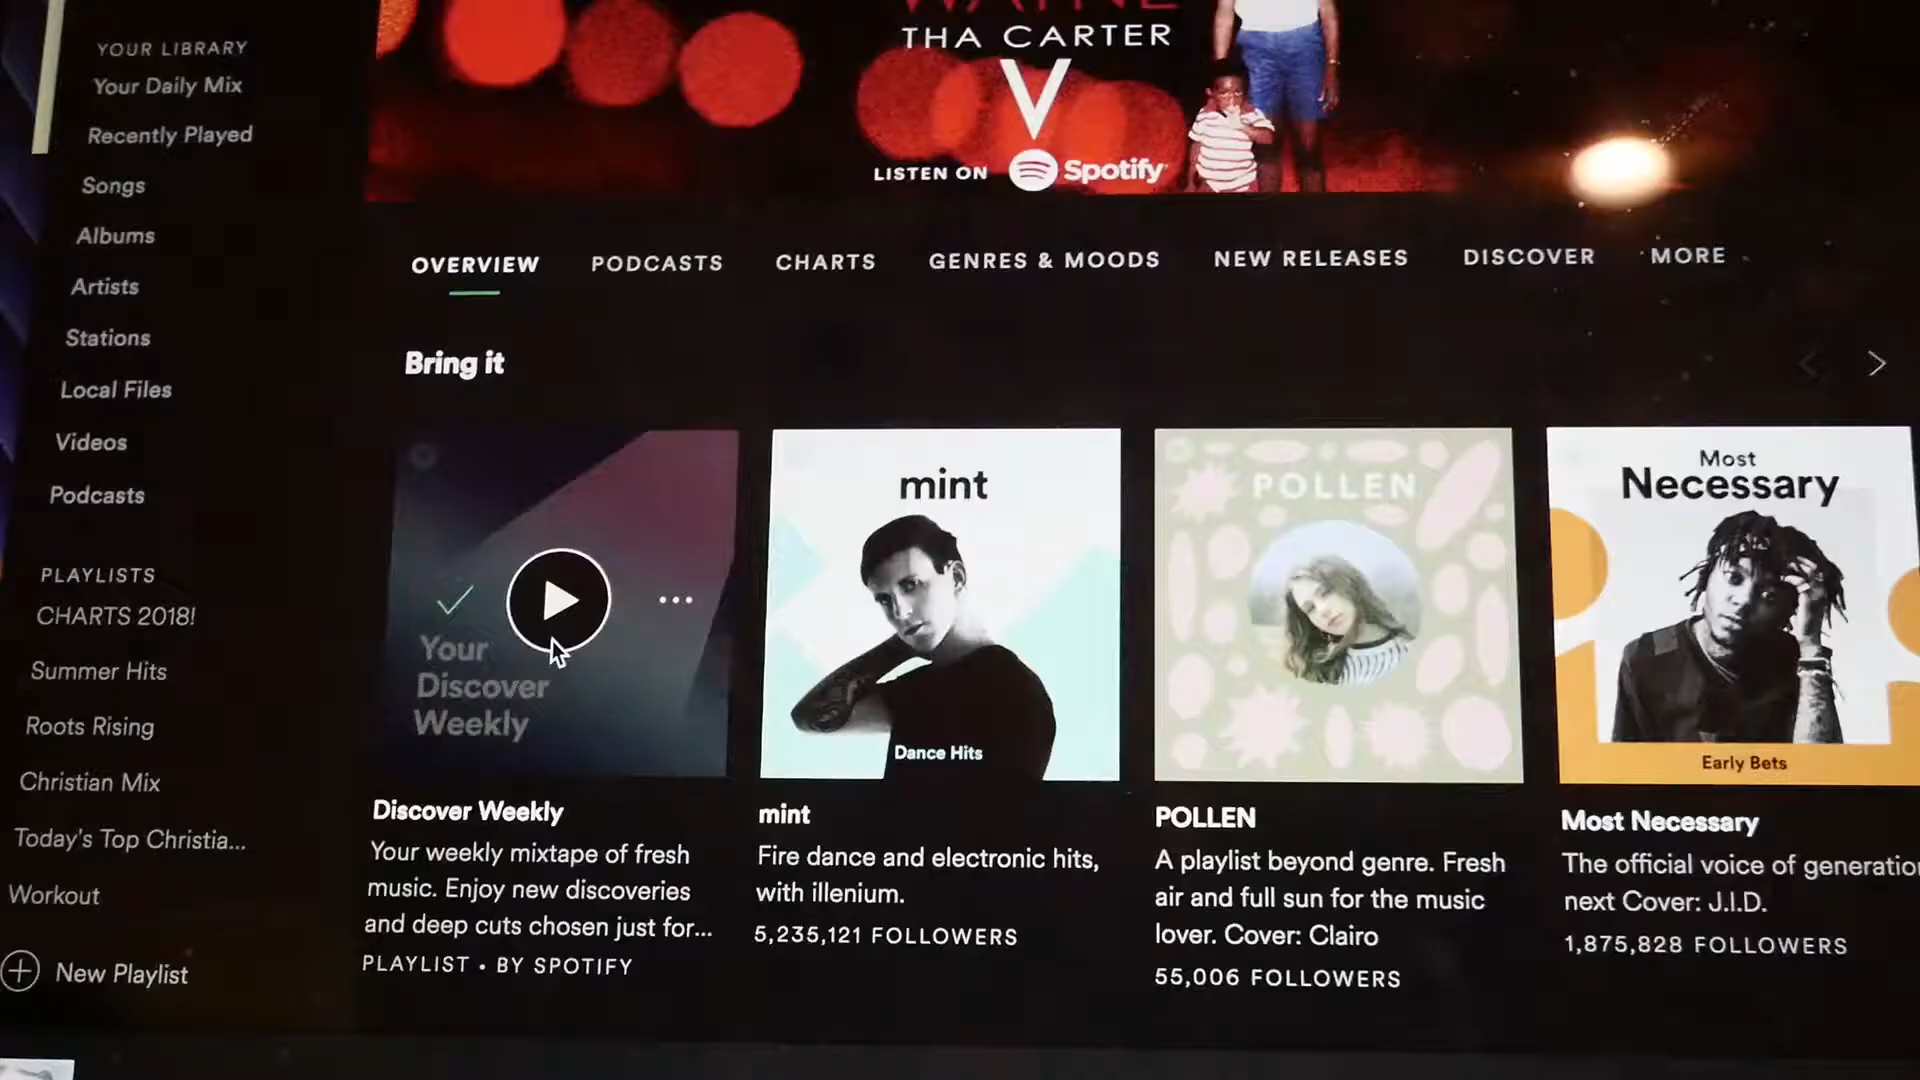 WAYNE
THA CARTER
V
LISTEN ON Spotify
YOUR LIBRARY
Your Daily Mix
Recently Played
Songs
Albums
Artists
Stations
Local Files
Videos
Podcasts
PLAYLISTS
CHARTS 2018!
Summer Hits
Roots Rising
Christian Mix
Today's Top Christia...
Workout
New Playlist
OVERVIEW PODCASTS CHARTS GENRES & MOODS NEW RELEASES DISCOVER MORE
Bring it
Your
Discover
Weekly
Discover Weekly
Your weekly mixtape of fresh
music. Enjoy new discoveries
and deep cuts chosen just for...
PLAYLIST • BY SPOTIFY
mint
Dance Hits
mint
Fire dance and electronic hits,
with illenium.
5,235,121 FOLLOWERS
POLLEN
POLLEN
A playlist beyond genre. Fresh
air and full sun for the music
lover. Cover: Clairo
55,006 FOLLOWERS
Most
Necessary
Early Bets
Most Necessary
The official voice of generation
next Cover: J.I.D.
1,875,828 FOLLOWERS